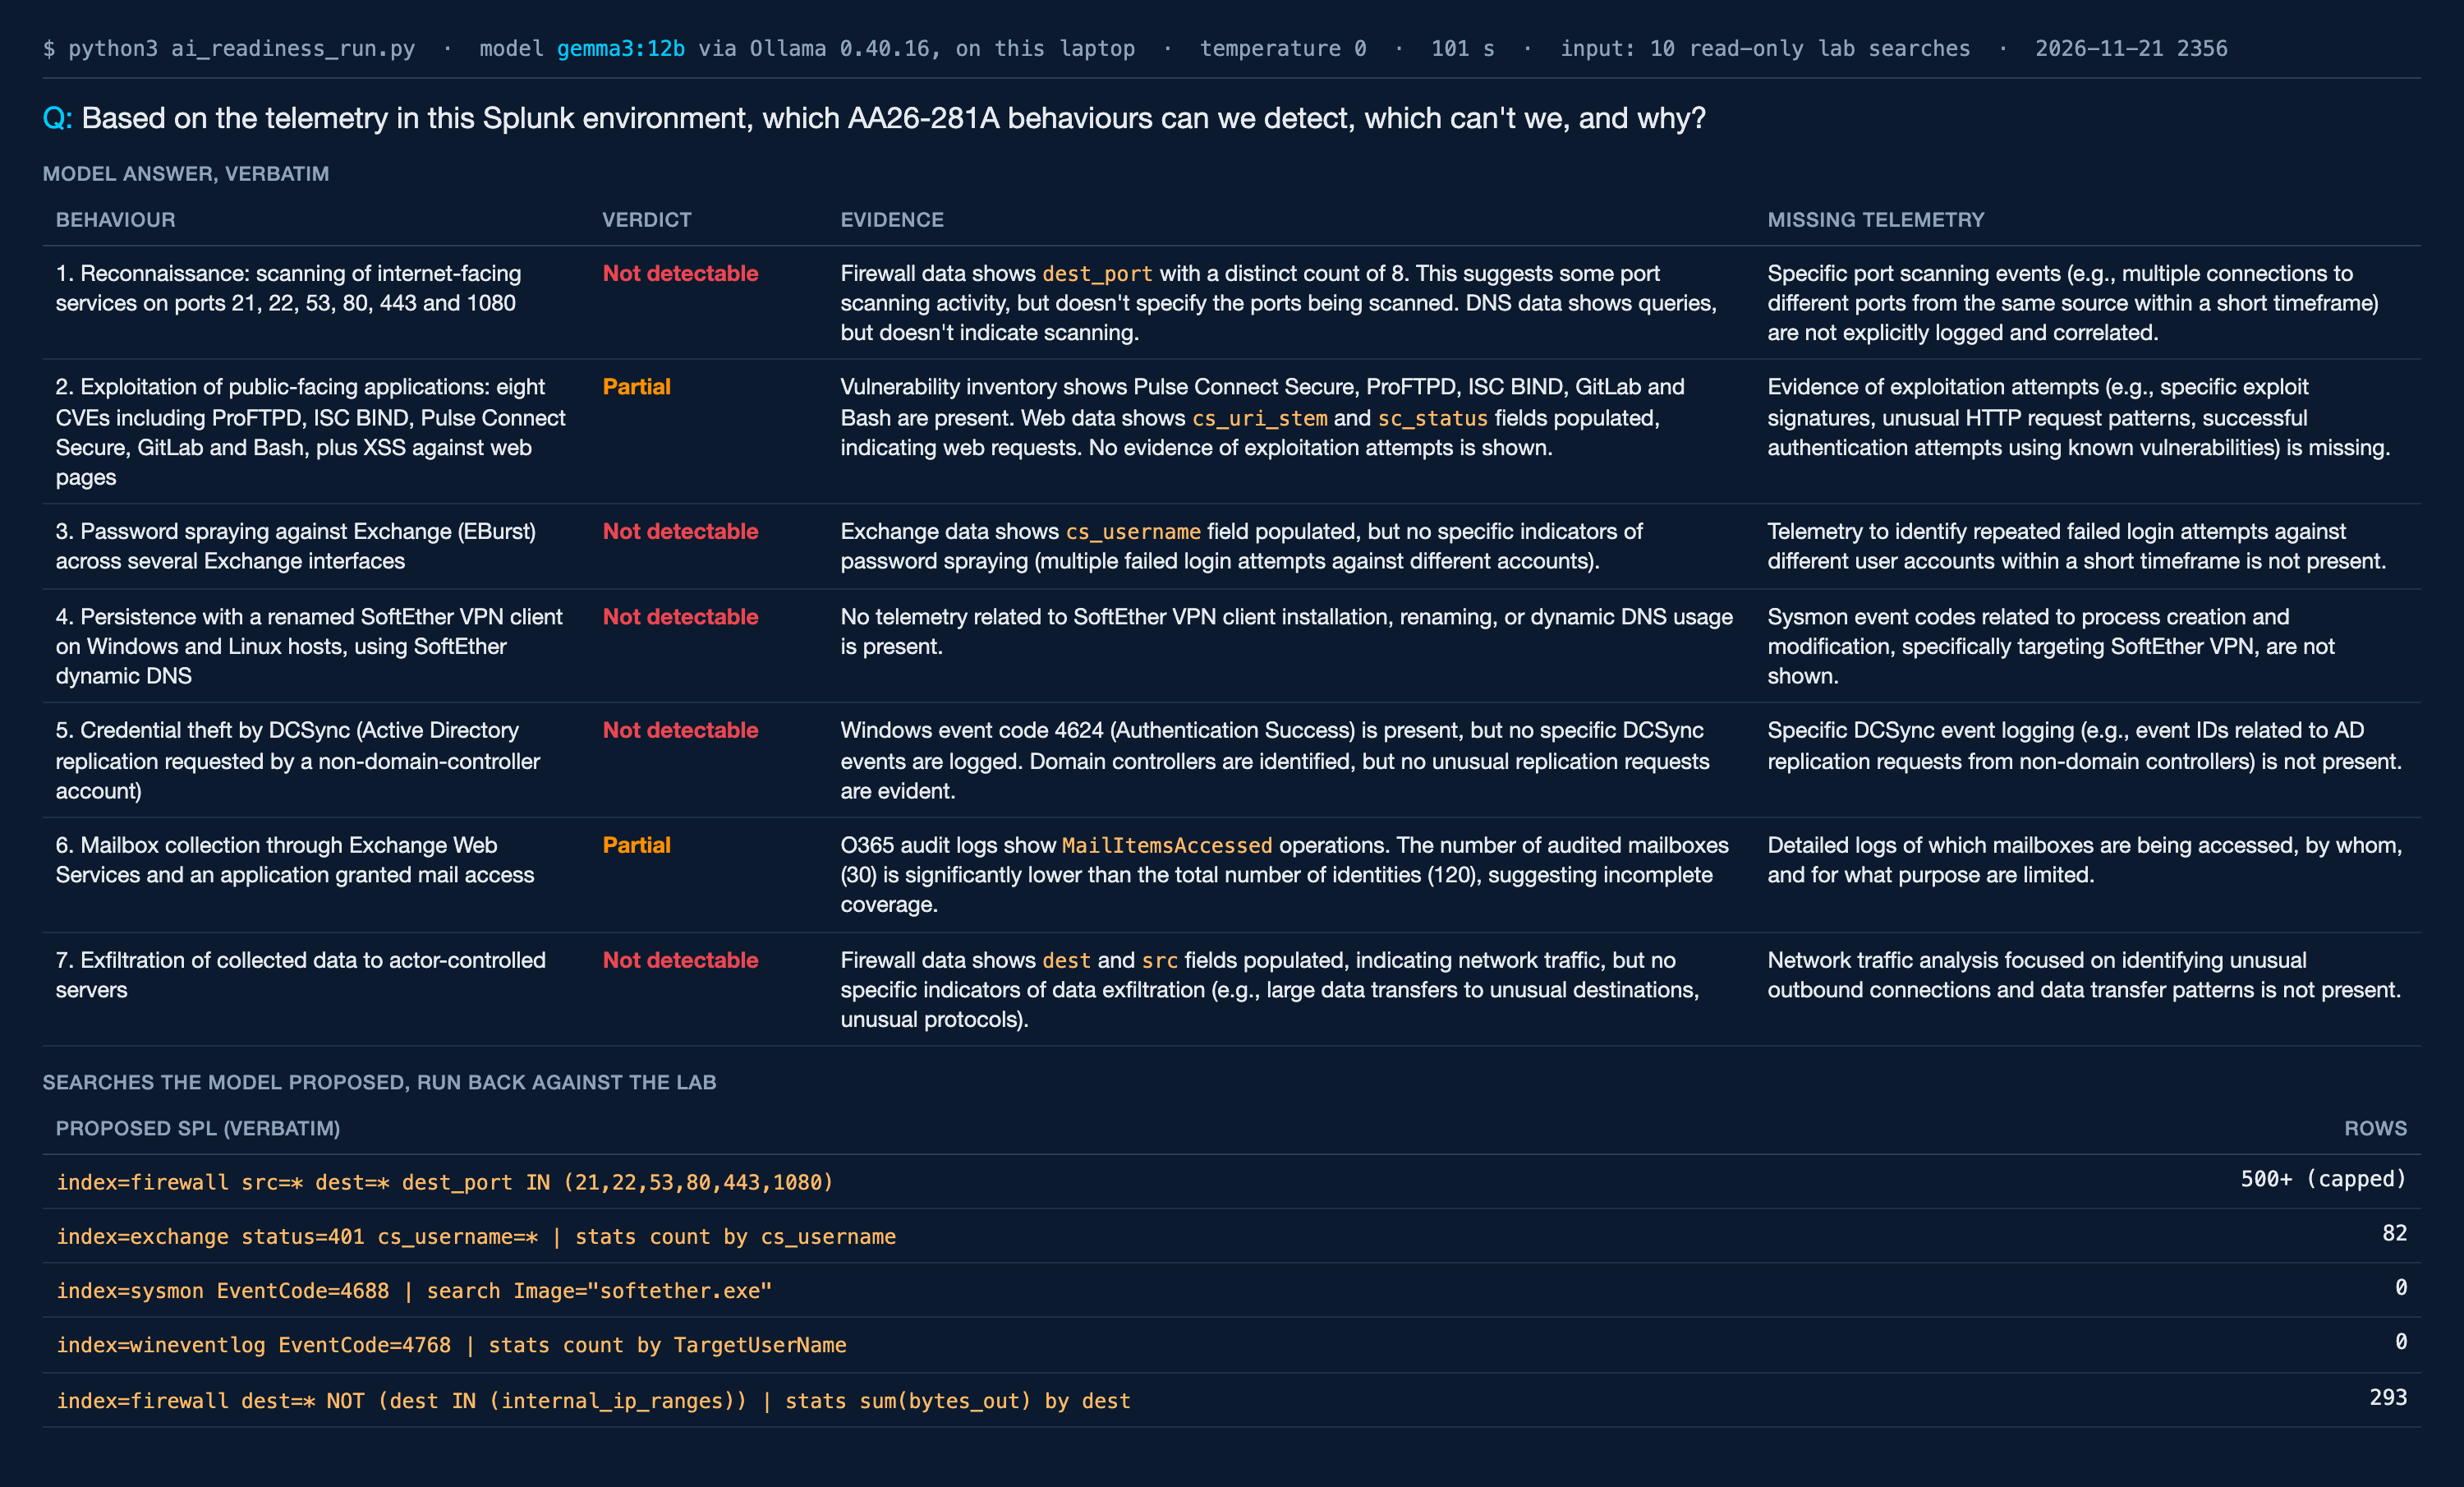 $ python3 ai_readiness_run.py · model gemma3:12b via Ollama 0.40.16, on this laptop · temperature 0 · 101 s · input: 10 read-only lab searches · 2026-11-21 2356
Q: Based on the telemetry in this Splunk environment, which AA26-281A behaviours can we detect, which can't we, and why?
MODEL ANSWER, VERBATIM
BEHAVIOUR VERDICT EVIDENCE MISSING TELEMETRY
1. Reconnaissance: scanning of internet-facing
services on ports 21, 22, 53, 80, 443 and 1080
Not detectable
Firewall data shows dest_port with a distinct count of 8. This suggests some port
scanning activity, but doesn't specify the ports being scanned. DNS data shows queries,
but doesn't indicate scanning.
Specific port scanning events (e.g., multiple connections to
different ports from the same source within a short timeframe)
are not explicitly logged and correlated.
2. Exploitation of public-facing applications: eight
CVEs including ProFTPD, ISC BIND, Pulse Connect
Secure, GitLab and Bash, plus XSS against web
pages
Partial
Vulnerability inventory shows Pulse Connect Secure, ProFTPD, ISC BIND, GitLab and
Bash are present. Web data shows cs_uri_stem and sc_status fields populated,
indicating web requests. No evidence of exploitation attempts is shown.
Evidence of exploitation attempts (e.g., specific exploit
signatures, unusual HTTP request patterns, successful
authentication attempts using known vulnerabilities) is missing.
3. Password spraying against Exchange (EBurst)
across several Exchange interfaces
Not detectable
Exchange data shows cs_username field populated, but no specific indicators of
password spraying (multiple failed login attempts against different accounts).
Telemetry to identify repeated failed login attempts against
different user accounts within a short timeframe is not present.
4. Persistence with a renamed SoftEther VPN client
on Windows and Linux hosts, using SoftEther
dynamic DNS
Not detectable
No telemetry related to SoftEther VPN client installation, renaming, or dynamic DNS usage
is present.
Sysmon event codes related to process creation and
modification, specifically targeting SoftEther VPN, are not
shown.
5. Credential theft by DCSync (Active Directory
replication requested by a non-domain-controller
account)
Not detectable
Windows event code 4624 (Authentication Success) is present, but no specific DCSync
events are logged. Domain controllers are identified, but no unusual replication requests
are evident.
Specific DCSync event logging (e.g., event IDs related to AD
replication requests from non-domain controllers) is not present.
6. Mailbox collection through Exchange Web
Services and an application granted mail access
Partial
O365 audit logs show MailItemsAccessed operations. The number of audited mailboxes
(30) is significantly lower than the total number of identities (120), suggesting incomplete
coverage.
Detailed logs of which mailboxes are being accessed, by whom,
and for what purpose are limited.
7. Exfiltration of collected data to actor-controlled
servers
Not detectable
Firewall data shows dest and src fields populated, indicating network traffic, but no
specific indicators of data exfiltration (e.g., large data transfers to unusual destinations,
unusual protocols).
Network traffic analysis focused on identifying unusual
outbound connections and data transfer patterns is not present.
SEARCHES THE MODEL PROPOSED, RUN BACK AGAINST THE LAB
PROPOSED SPL (VERBATIM) ROWS
index=firewall src=* dest=* dest_port IN (21,22,53,80,443,1080) 500+ (capped)
index=exchange status=401 cs_username=* | stats count by cs_username 82
index=sysmon EventCode=4688 | search Image="softether.exe" 0
index=wineventlog EventCode=4768 | stats count by TargetUserName 0
index=firewall dest=* NOT (dest IN (internal_ip_ranges)) | stats sum(bytes_out) by dest 293